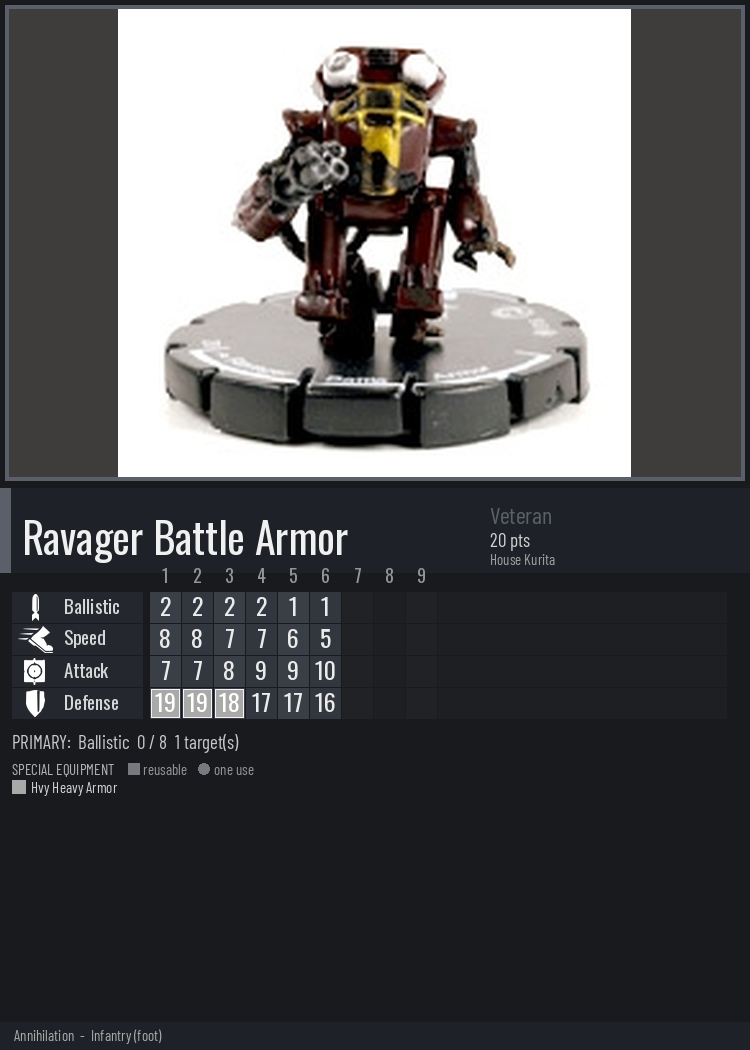 Ravager Battle Armor
Veteran
20 pts
House Kurita
1 2 3 4 5 6 7 8 9
Ballistic 2 2 2 2 1 1
Speed 8 8 7 7 6 5
Attack 7 7 8 9 9 10
Defense 19 19 18 17 17 16
PRIMARY: Ballistic 0 / 8 1 target(s)
SPECIAL EQUIPMENT reusable one use
Hvy Heavy Armor
Annihilation - Infantry (foot)